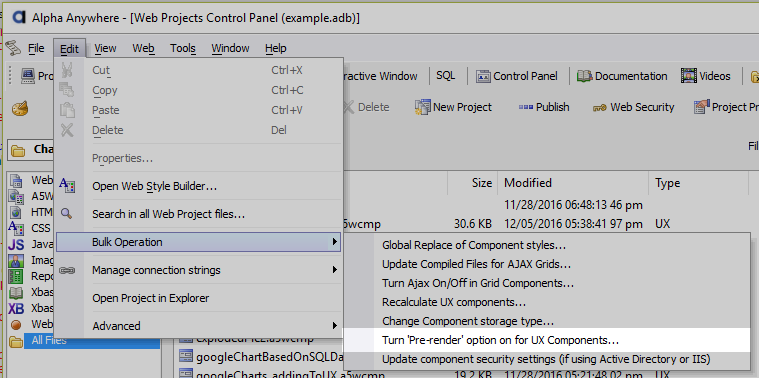 Alpha Anywhere - [Web Projects Control Panel (example.adb)]
File Edit View Web Tools Window Help
Pro
Cut Ctrl+X
Copy Ctrl+C
Paste Ctrl+V
Delete Del
Properties...
Open Web Style Builder...
Search in all Web Project files...
Bulk Operation
Manage connection strings
Open Project in Explorer
Advanced
ractive Window SQL Control Panel Documentation Videos
Delete New Project Publish Web Security Project Pr
Cha
Fil
Size Modified Type
Web
A5W
HTM
CSS
Java
Imag
Repo
Xbas
Xbas
Web
All Files
11/28/2016 06:48:13 46 pm
a5wcmp 30.6 KB 12/05/2016 05:38:41 97 pm UX
Global Replace of Component styles...
Update Compiled Files for AJAX Grids...
Turn Ajax On/Off in Grid Components...
Recalculate UX components...
Change Component storage type...
Turn 'Pre-render' option on for UX Components...
Update component security settings (if using Active Directory or IIS)
googleChartBasedOnSQLDa
googleCharts_addingToUX.a5wcmp 19.2 KB 11/21/2016 05:21:48 02 pm UX